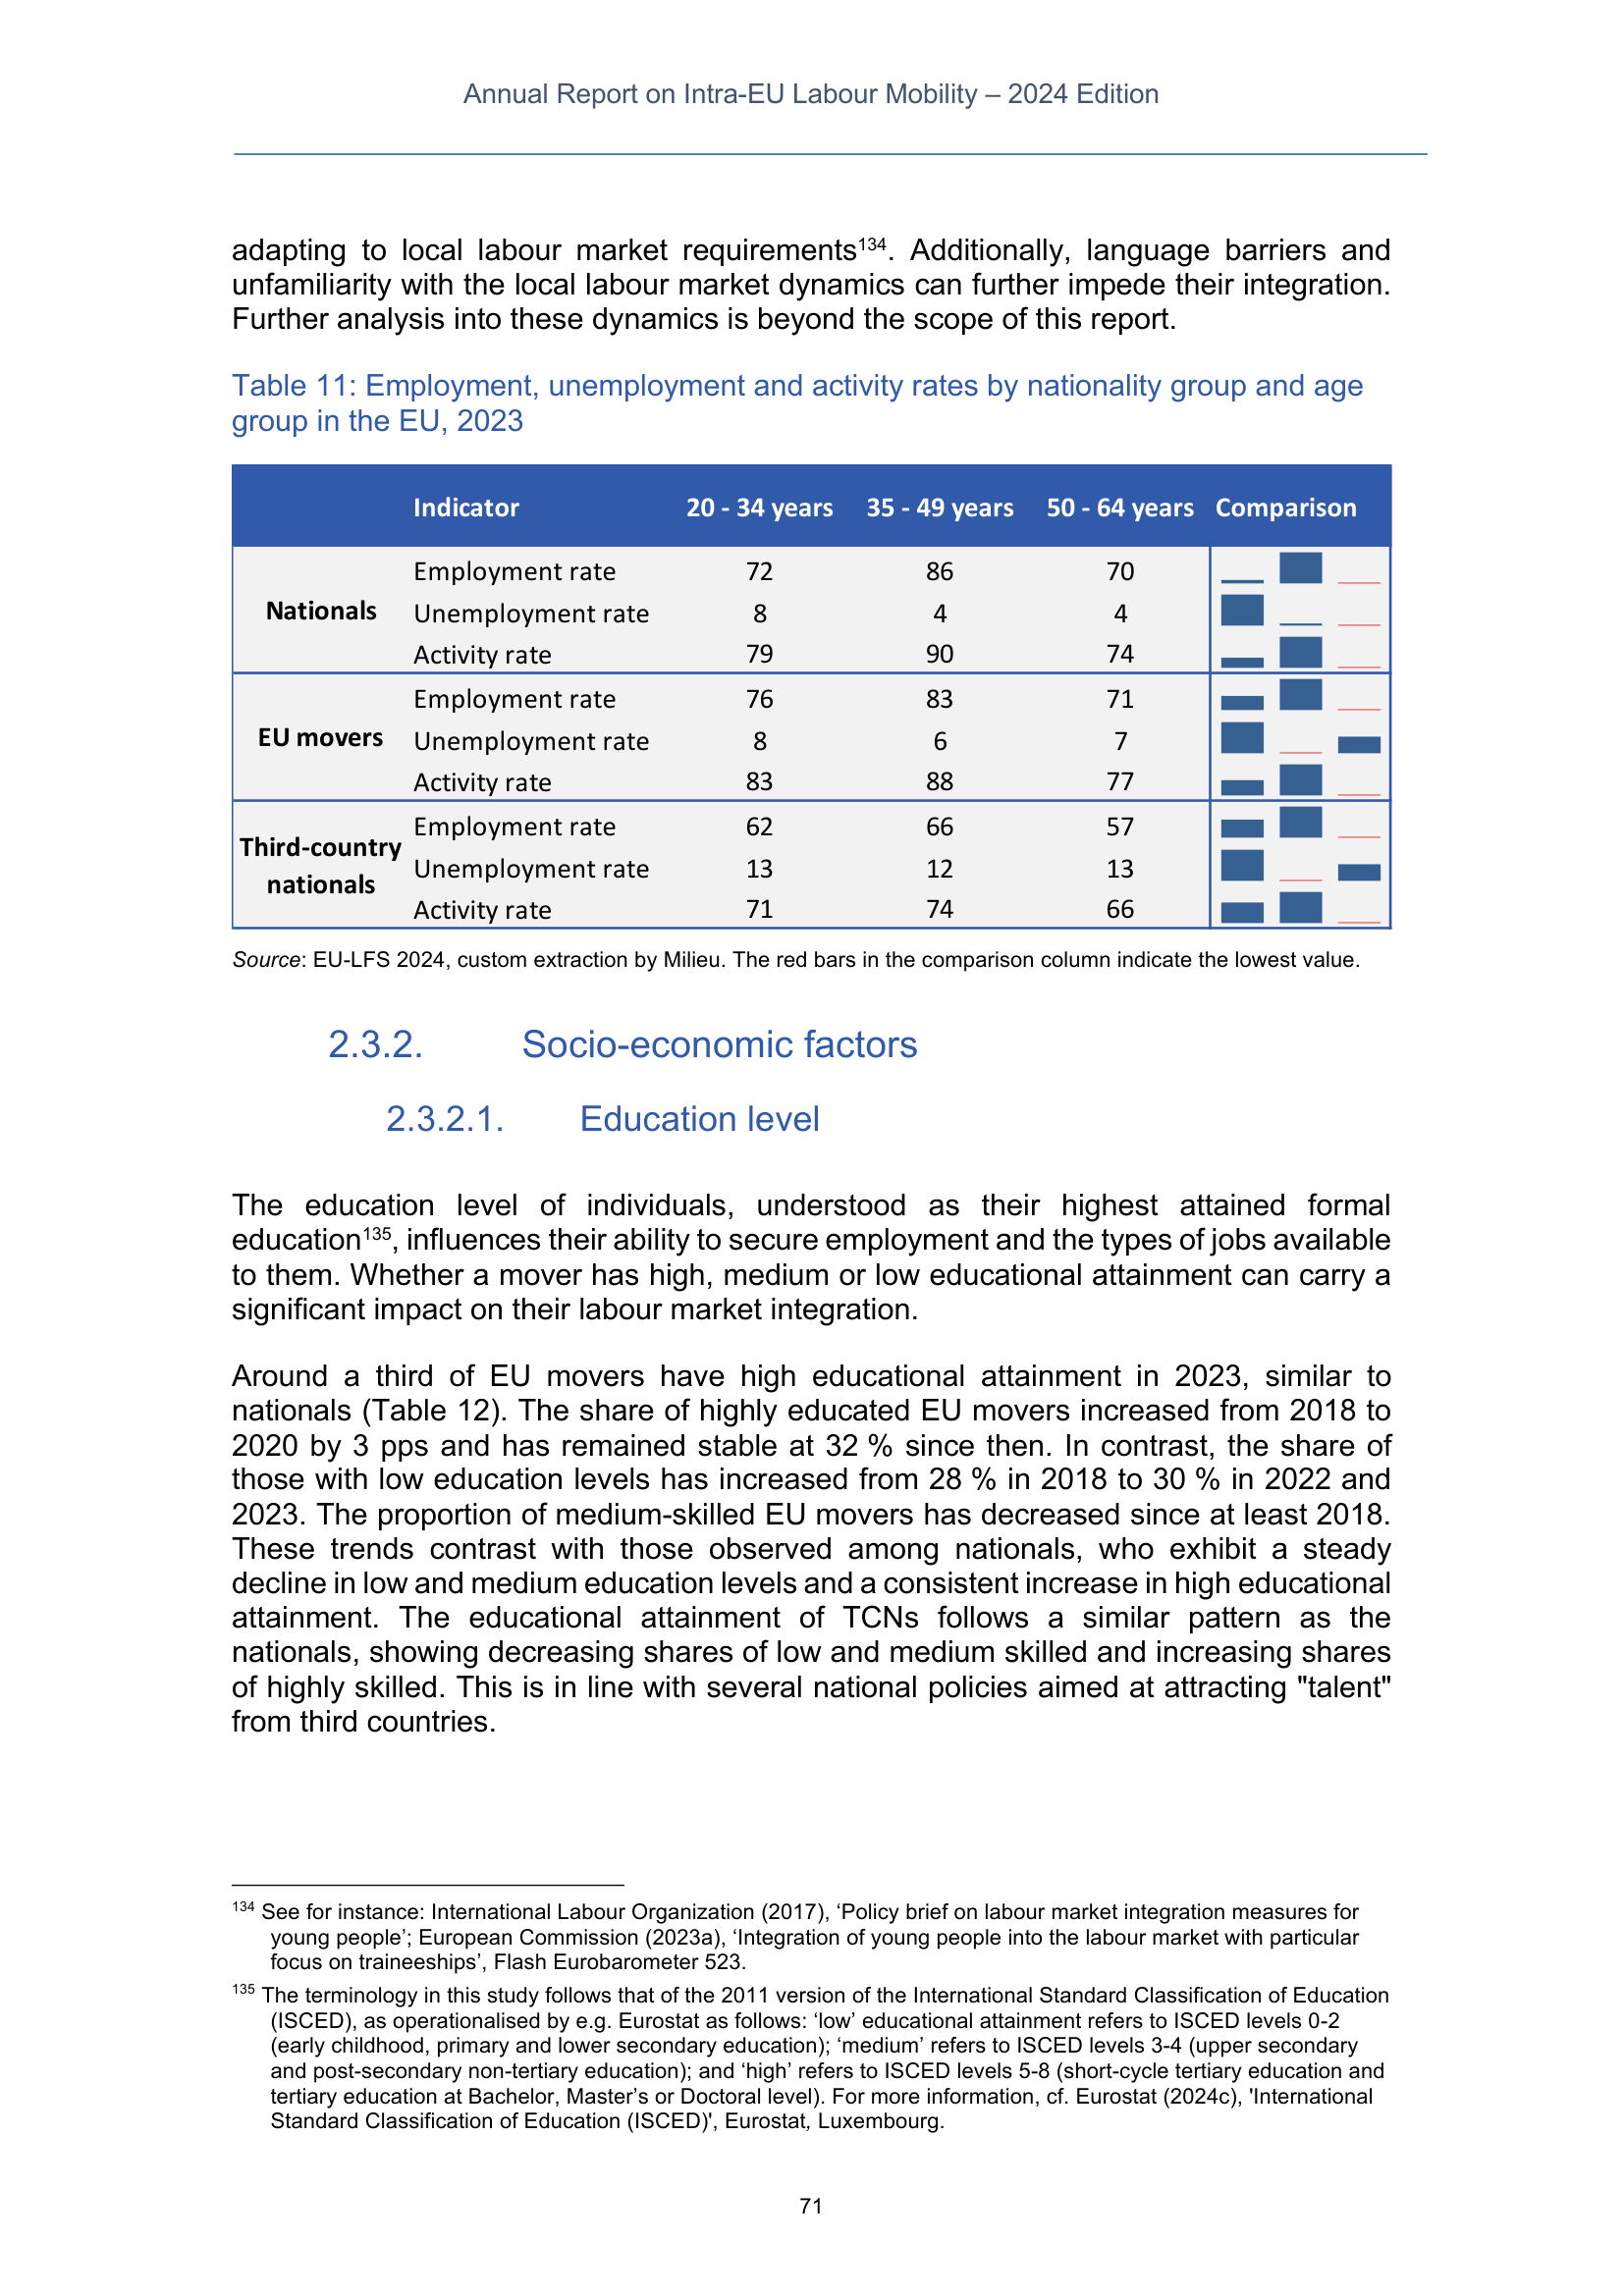 Annual Report on Intra-EU Labour Mobility – 2024 Edition
adapting to local labour market requirements134. Additionally, language barriers and
unfamiliarity with the local labour market dynamics can further impede their integration.
Further analysis into these dynamics is beyond the scope of this report.
Table 11: Employment, unemployment and activity rates by nationality group and age
group in the EU, 2023
Indicator 20 - 34 years 35 - 49 years 50 - 64 years Comparison
Nationals
Employment rate 72 86 70
Unemployment rate 8 4 4
Activity rate 79 90 74
EU movers
Employment rate 76 83 71
Unemployment rate 8 6 7
Activity rate 83 88 77
Third-country
nationals
Employment rate 62 66 57
Unemployment rate 13 12 13
Activity rate 71 74 66
Source: EU-LFS 2024, custom extraction by Milieu. The red bars in the comparison column indicate the lowest value.
2.3.2. Socio-economic factors
2.3.2.1. Education level
The education level of individuals, understood as their highest attained formal
education135, influences their ability to secure employment and the types of jobs available
to them. Whether a mover has high, medium or low educational attainment can carry a
significant impact on their labour market integration.
Around a third of EU movers have high educational attainment in 2023, similar to
nationals (Table 12). The share of highly educated EU movers increased from 2018 to
2020 by 3 pps and has remained stable at 32 % since then. In contrast, the share of
those with low education levels has increased from 28 % in 2018 to 30 % in 2022 and
2023. The proportion of medium-skilled EU movers has decreased since at least 2018.
These trends contrast with those observed among nationals, who exhibit a steady
decline in low and medium education levels and a consistent increase in high educational
attainment. The educational attainment of TCNs follows a similar pattern as the
nationals, showing decreasing shares of low and medium skilled and increasing shares
of highly skilled. This is in line with several national policies aimed at attracting "talent"
from third countries.
134 See for instance: International Labour Organization (2017), ‘Policy brief on labour market integration measures for
young people’; European Commission (2023a), ‘Integration of young people into the labour market with particular
focus on traineeships’, Flash Eurobarometer 523.
135 The terminology in this study follows that of the 2011 version of the International Standard Classification of Education
(ISCED), as operationalised by e.g. Eurostat as follows: ‘low’ educational attainment refers to ISCED levels 0-2
(early childhood, primary and lower secondary education); ‘medium’ refers to ISCED levels 3-4 (upper secondary
and post-secondary non-tertiary education); and ‘high’ refers to ISCED levels 5-8 (short-cycle tertiary education and
tertiary education at Bachelor, Master’s or Doctoral level). For more information, cf. Eurostat (2024c), 'International
Standard Classification of Education (ISCED)', Eurostat, Luxembourg.
71